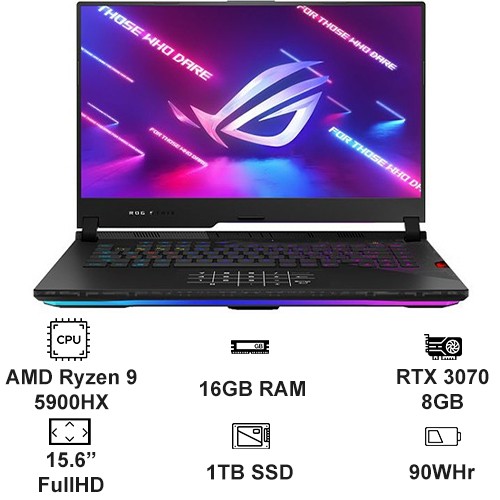 FOR THOSE WHO DARE
THOSE WHO DARE
FOR THOSE WHO DARE
FOR THOSE WHO DARE
FOR THOSE
CPU
GB
AMD Ryzen 9
5900HX
16GB RAM
RTX 3070
8GB
15.6”
FullHD
1TB SSD
90WHr